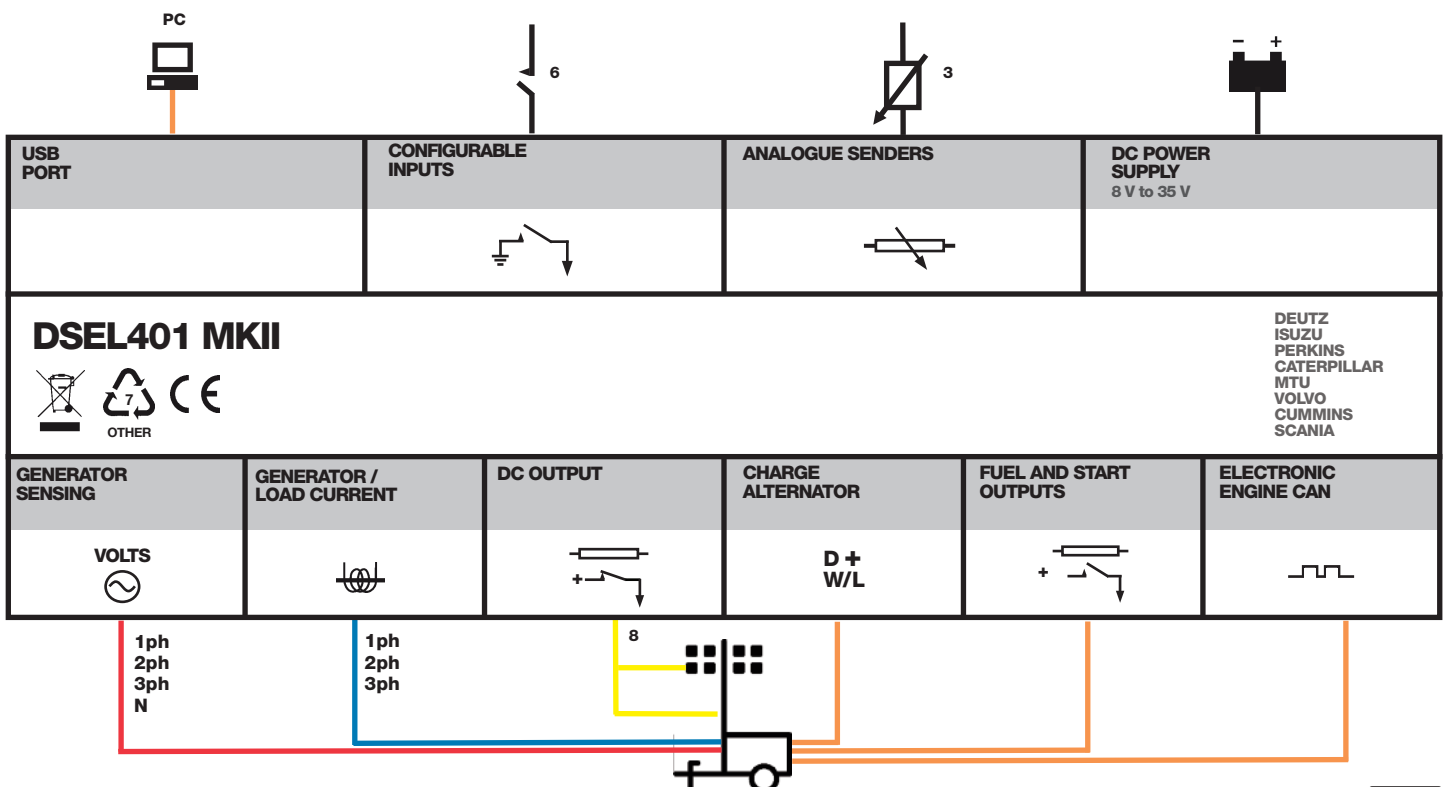 PC
6
3
- +
USB
PORT
CONFIGURABLE
INPUTS
ANALOGUE SENDERS
DC POWER
SUPPLY
8 V to 35 V
DSEL401 MKII
7
OTHER
CE
DEUTZ
ISUZU
PERKINS
CATERPILLAR
MTU
VOLVO
CUMMINS
SCANIA
GENERATOR
SENSING
VOLTS
GENERATOR /
LOAD CURRENT
DC OUTPUT
+
CHARGE
ALTERNATOR
D +
W/L
FUEL AND START
OUTPUTS
+
ELECTRONIC
ENGINE CAN
1ph
2ph
3ph
N
1ph
2ph
3ph
8